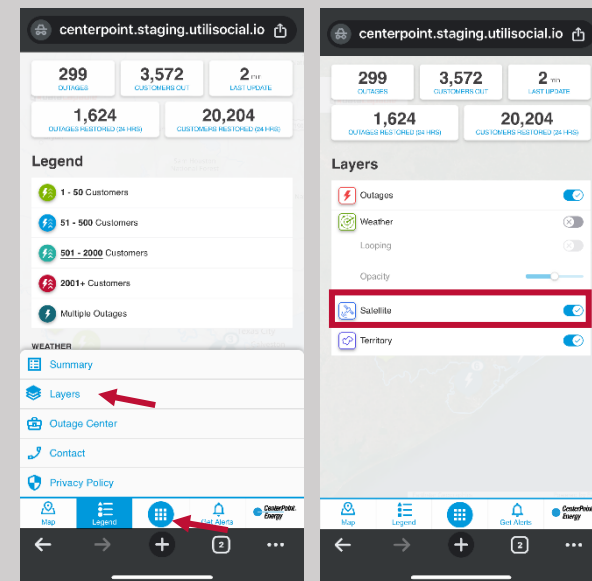 centerpoint.staging.utilisocial.io
299
OUTAGES
3,572
CUSTOMERS OUT
2 min
LAST UPDATE
1,624
OUTAGES RESTORED (24 HRS)
20,204
CUSTOMERS RESTORED (24 HRS)
Legend
1 - 50 Customers
51 - 500 Customers
501 - 2000 Customers
2001+ Customers
Multiple Outages
WEATHER
Summary
Layers
Outage Center
Contact
Privacy Policy
Map
Legend
Get Alerts
CenterPoint.
Energy
2
centerpoint.staging.utilisocial.io
299
OUTAGES
3,572
CUSTOMERS OUT
2 min
LAST UPDATE
1,624
OUTAGES RESTORED (24 HRS)
20,204
CUSTOMERS RESTORED (24 HRS)
Layers
Outages
Weather
Looping
Opacity
Satellite
Territory
Map
Legend
Get Alerts
CenterPoint
Energy
2